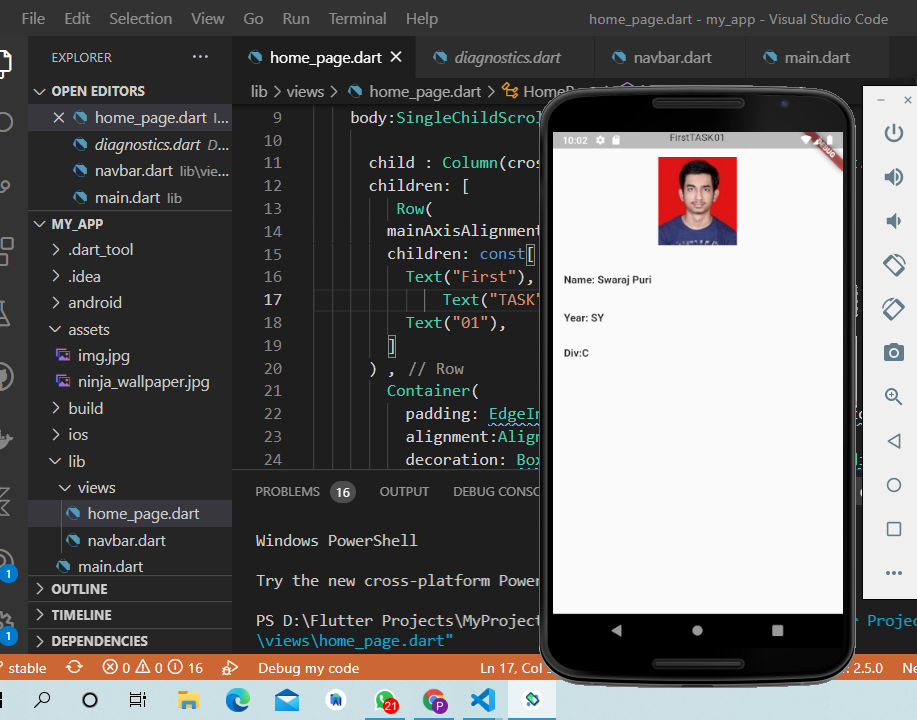 File Edit Selection View Go Run Terminal Help home_page.dart - my_app - Visual Studio Code
EXPLORER ··· home_page.dart diagnostics.dart navbar.dart main.dart
OPEN EDITORS lib > views > home_page.dart >
home_page.dart l...
diagnostics.dart D...
navbar.dart lib\vie...
main.dart lib
MY_APP
.dart_tool
.idea
android
assets
img.jpg
ninja_wallpaper.jpg
build
ios
lib
views
home_page.dart
navbar.dart
main.dart
OUTLINE
TIMELINE
DEPENDENCIES
9 body:SingleChildScrol
10
11 child : Column(cros
12 children: [
13 Row(
14 mainAxisAlignment
15 children: const[
16 Text("First"),
17 Text("TASK"
18 Text("01"),
19 ]
20 ) , // Row
21 Container(
22 padding: EdgeIn
23 alignment:Align
24 decoration: Box
PROBLEMS 16 OUTPUT DEBUG CONSO
Windows PowerShell
Try the new cross-platform Power
PS D:\Flutter Projects\MyProject
\views\home_page.dart"
Projec
10:02 FirstTASK01
DEBUG
Name: Swaraj Puri
Year: SY
Div:C
stable 0 0 16 Debug my code Ln 17, Col 2.5.0
1
1
21
P